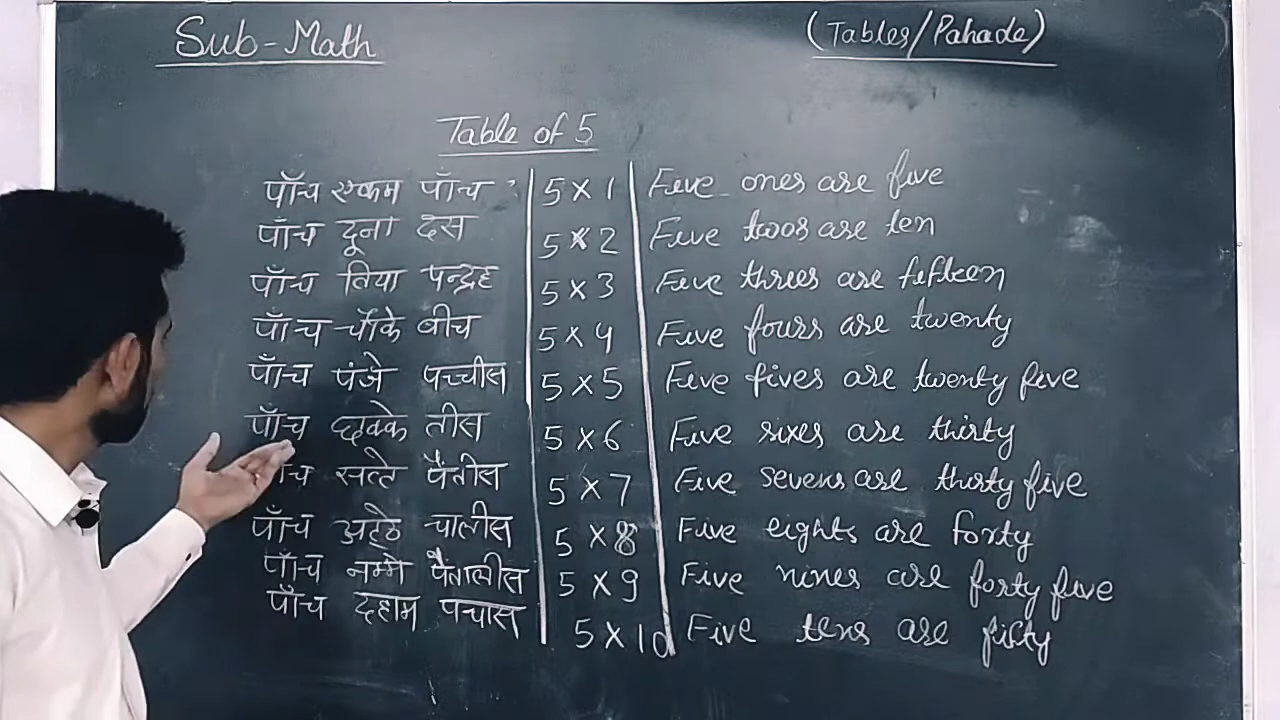 Sub-Math (Tables/Pahade)
Table of 5
पाँच एकम पाँच 5 × 1 Five ones are five
पाँच दूना दस 5 × 2 Five twos are ten
पाँच तिया पन्द्रह 5 × 3 Five threes are fifteen
पाँच चौके बीच 5 × 4 Five fours are twenty
पाँच पंजे पच्चीस 5 × 5 Five fives are twenty five
पाँच छक्के तीस 5 × 6 Five sixes are thirty
पाँच सत्ते पैंतीस 5 × 7 Five sevens are thirty five
पाँच अट्ठे चालीस 5 × 8 Five eights are forty
पाँच नम्मे पैंतालीस 5 × 9 Five nines are forty five
पाँच दहाम पचास 5 × 10 Five tens are fifty